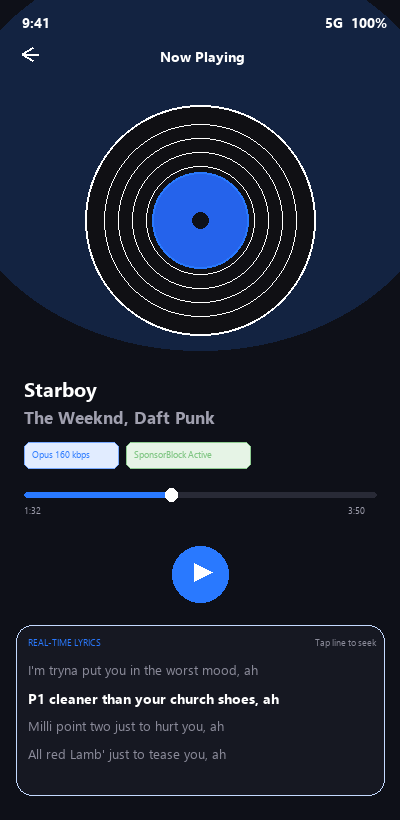 9:41 5G 100%
Now Playing
Starboy
The Weeknd, Daft Punk
Opus 160 kbps SponsorBlock Active
1:32 3:50
REAL-TIME LYRICS Tap line to seek
I'm tryna put you in the worst mood, ah
P1 cleaner than your church shoes, ah
Milli point two just to hurt you, ah
All red Lamb' just to tease you, ah